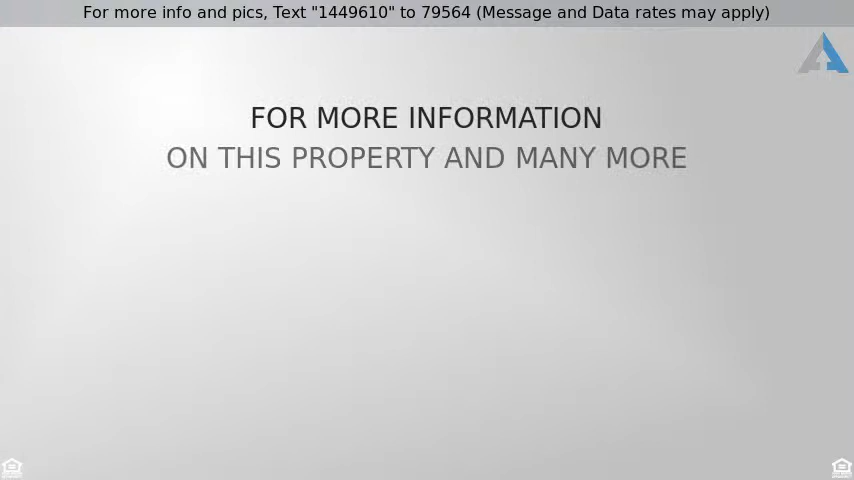 For more info and pics, Text "1449610" to 79564 (Message and Data rates may apply)
FOR MORE INFORMATION
ON THIS PROPERTY AND MANY MORE